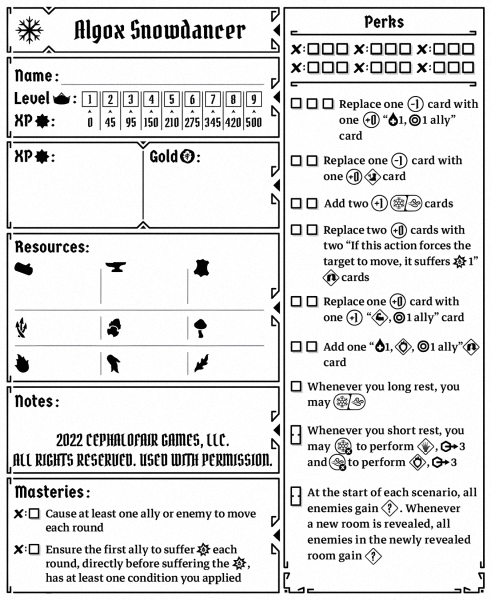 Algox Snowdancer
Name:
Level : 1 2 3 4 5 6 7 8 9
XP : 0 45 95 150 210 275 345 420 500
XP : Gold :
Resources:
Notes:
2022 CEPHALOFAIR GAMES, LLC.
ALL RIGHTS RESERVED. USED WITH PERMISSION.
Masteries:
Cause at least one ally or enemy to move
each round
Ensure the first ally to suffer each
round, directly before suffering the ,
has at least one condition you applied
Perks
Replace one -1 card with
one +0 “ 1, 1 ally”
card
Replace one -1 card with
one +0 card
Add two +1 cards
Replace two +0 cards with
two “If this action forces the
target to move, it suffers 1”
cards
Replace one +0 card with
one +1 “ , 1 ally” card
Add one “ 1, , 1 ally”
card
Whenever you long rest, you
may
Whenever you short rest, you
may to perform , 3
and to perform , 3
At the start of each scenario, all
enemies gain ? . Whenever
a new room is revealed, all
enemies in the newly revealed
room gain ?